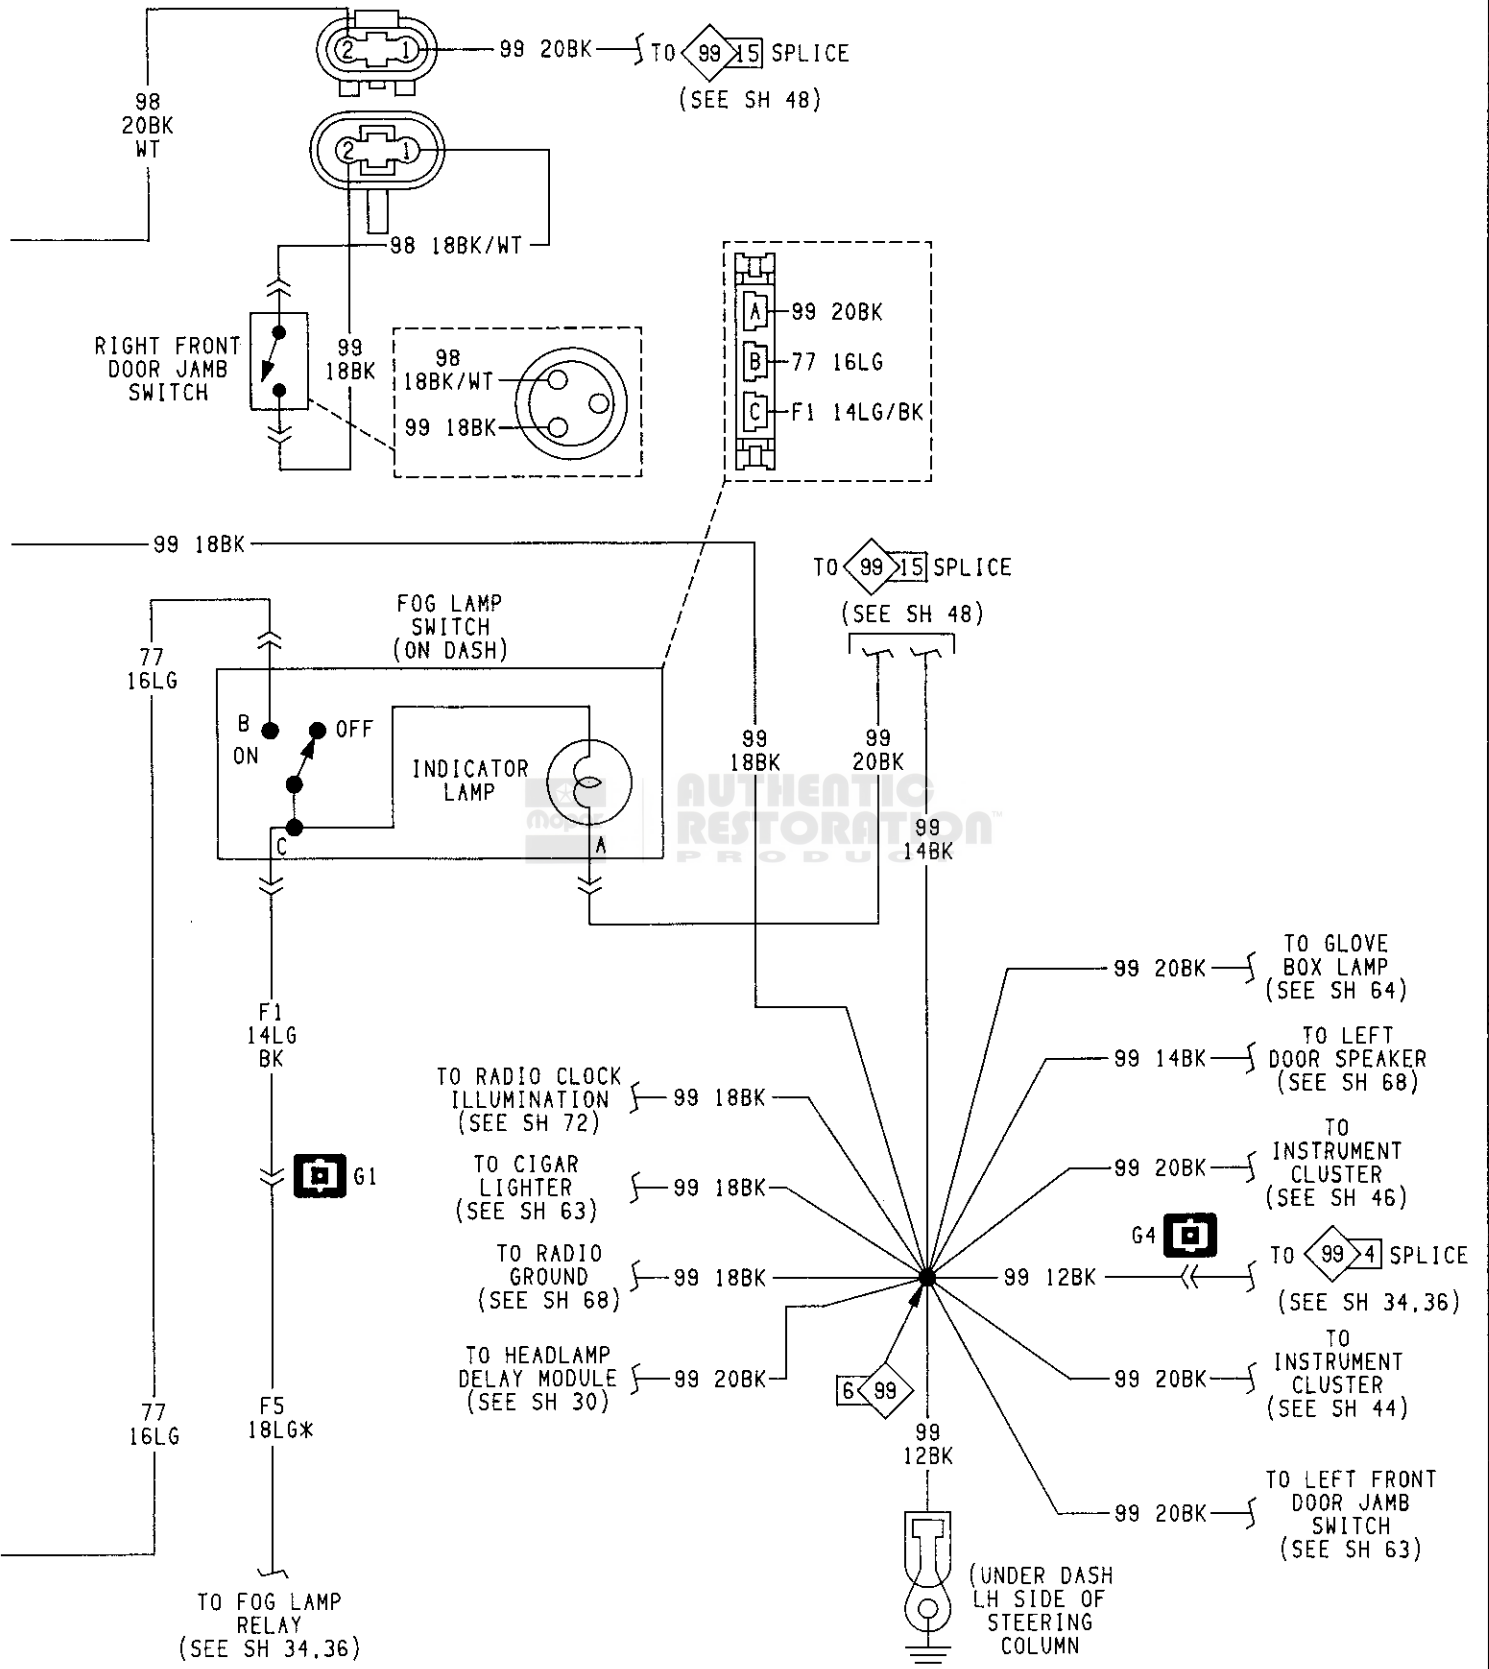 2 1
99 20BK
TO 99 15 SPLICE
(SEE SH 48)
98
20BK
WT
2 1
98 18BK/WT
RIGHT FRONT
DOOR JAMB
SWITCH
99
18BK
98
18BK/WT
99 18BK
A 99 20BK
B 77 16LG
C F1 14LG/BK
99 18BK
TO 99 15 SPLICE
(SEE SH 48)
77
16LG
FOG LAMP
SWITCH
(ON DASH)
B
ON
OFF
INDICATOR
LAMP
C
A
99
18BK
99
20BK
99
14BK
Mopar
AUTHENTIC
RESTORATION™
PRODUCT
F1
14LG
BK
G1
TO RADIO CLOCK
ILLUMINATION
(SEE SH 72)
99 18BK
TO CIGAR
LIGHTER
(SEE SH 63)
99 18BK
TO RADIO
GROUND
(SEE SH 68)
99 18BK
TO HEADLAMP
DELAY MODULE
(SEE SH 30)
99 20BK
99 20BK
TO GLOVE
BOX LAMP
(SEE SH 64)
99 14BK
TO LEFT
DOOR SPEAKER
(SEE SH 68)
99 20BK
TO
INSTRUMENT
CLUSTER
(SEE SH 46)
G4
99 12BK
TO 99 4 SPLICE
(SEE SH 34,36)
99 20BK
TO
INSTRUMENT
CLUSTER
(SEE SH 44)
6 99
99
12BK
99 20BK
TO LEFT FRONT
DOOR JAMB
SWITCH
(SEE SH 63)
77
16LG
F5
18LG*
(UNDER DASH
LH SIDE OF
STEERING
COLUMN
TO FOG LAMP
RELAY
(SEE SH 34,36)